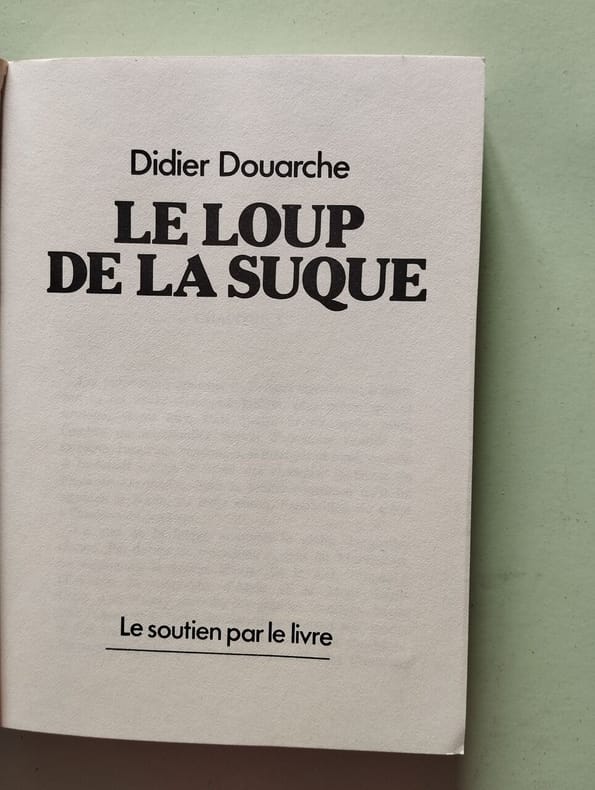 Didier Douarche
LE LOUP
DE LA SUQUE
Le soutien par le livre